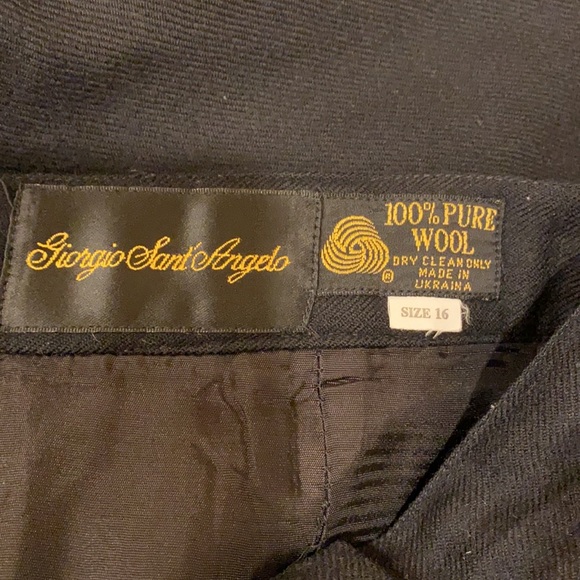 Giorgio Sant'Angelo
100% PURE
WOOL
DRY CLEAN ONLY
MADE IN
UKRAINA
®
SIZE 16